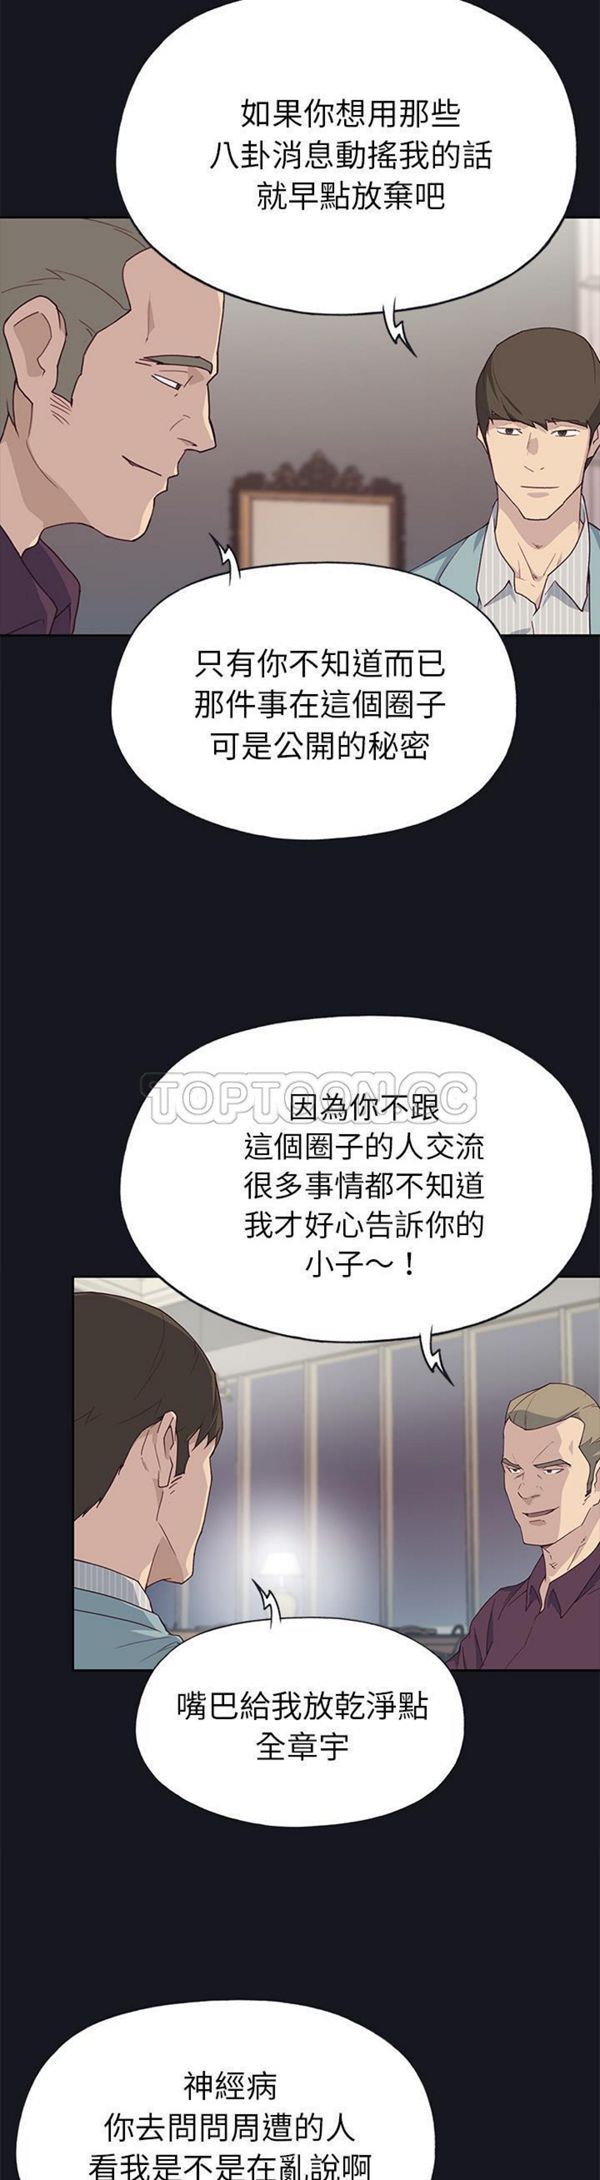 如果你想用那些
八卦消息動搖我的話
就早點放棄吧
只有你不知道而已
那件事在這個圈子
可是公開的秘密
TOPTOON.CC
因為你不跟
這個圈子的人交流
很多事情都不知道
我才好心告訴你的
小子～！
嘴巴給我放乾淨點
全章宇
神經病
你去問問周遭的人
看我是不是在亂說啊